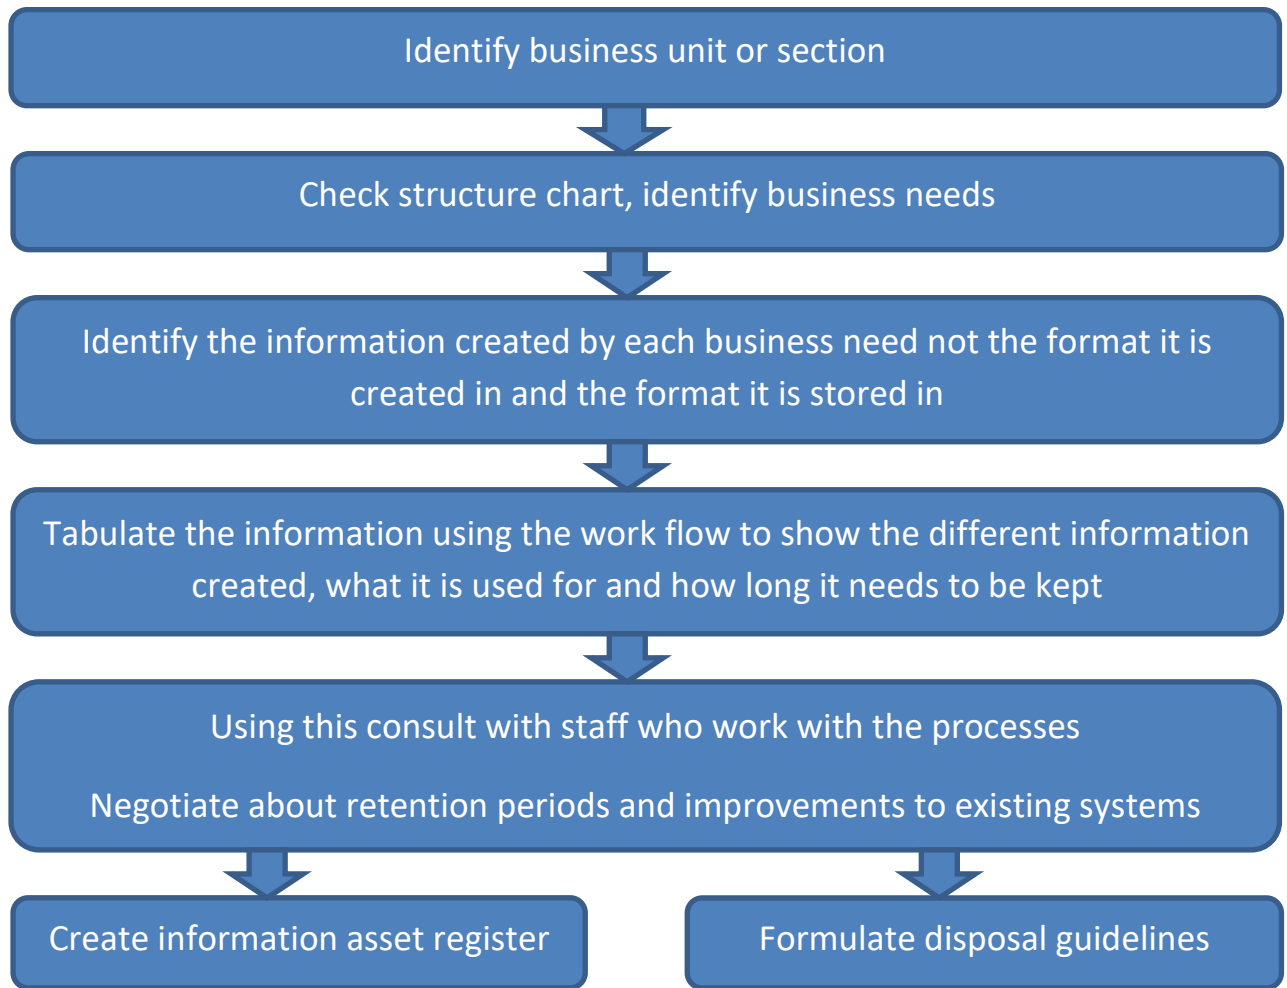 Identify business unit or section
Check structure chart, identify business needs
Identify the information created by each business need not the format it is
created in and the format it is stored in
Tabulate the information using the work flow to show the different information
created, what it is used for and how long it needs to be kept
Using this consult with staff who work with the processes
Negotiate about retention periods and improvements to existing systems
Create information asset register
Formulate disposal guidelines